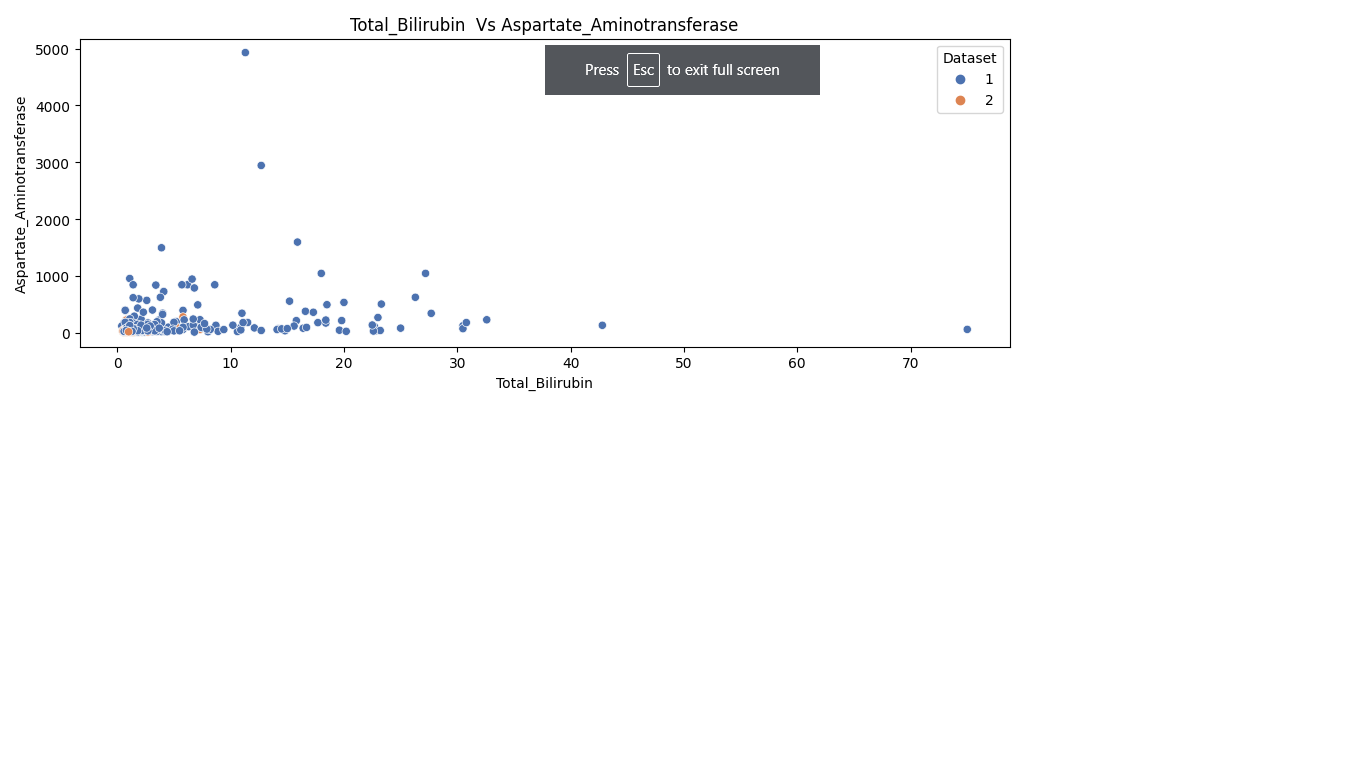 Total_Bilirubin  Vs Aspartate_Aminotransferase
Press Esc to exit full screen
Dataset
1
2
Aspartate_Aminotransferase
5000
4000
3000
2000
1000
0
0 10 20 30 40 50 60 70
Total_Bilirubin